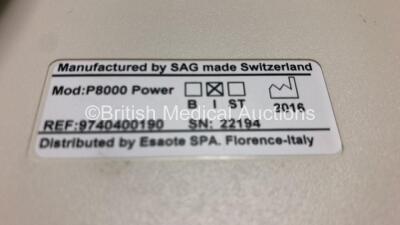 Manufactured by SAG made Switzerland
Mod:P8000 Power
B I ST
2016
© British Medical Auctions
REF:9740400190 SN: 22194
Distributed by Esaote SPA. Florence-Italy